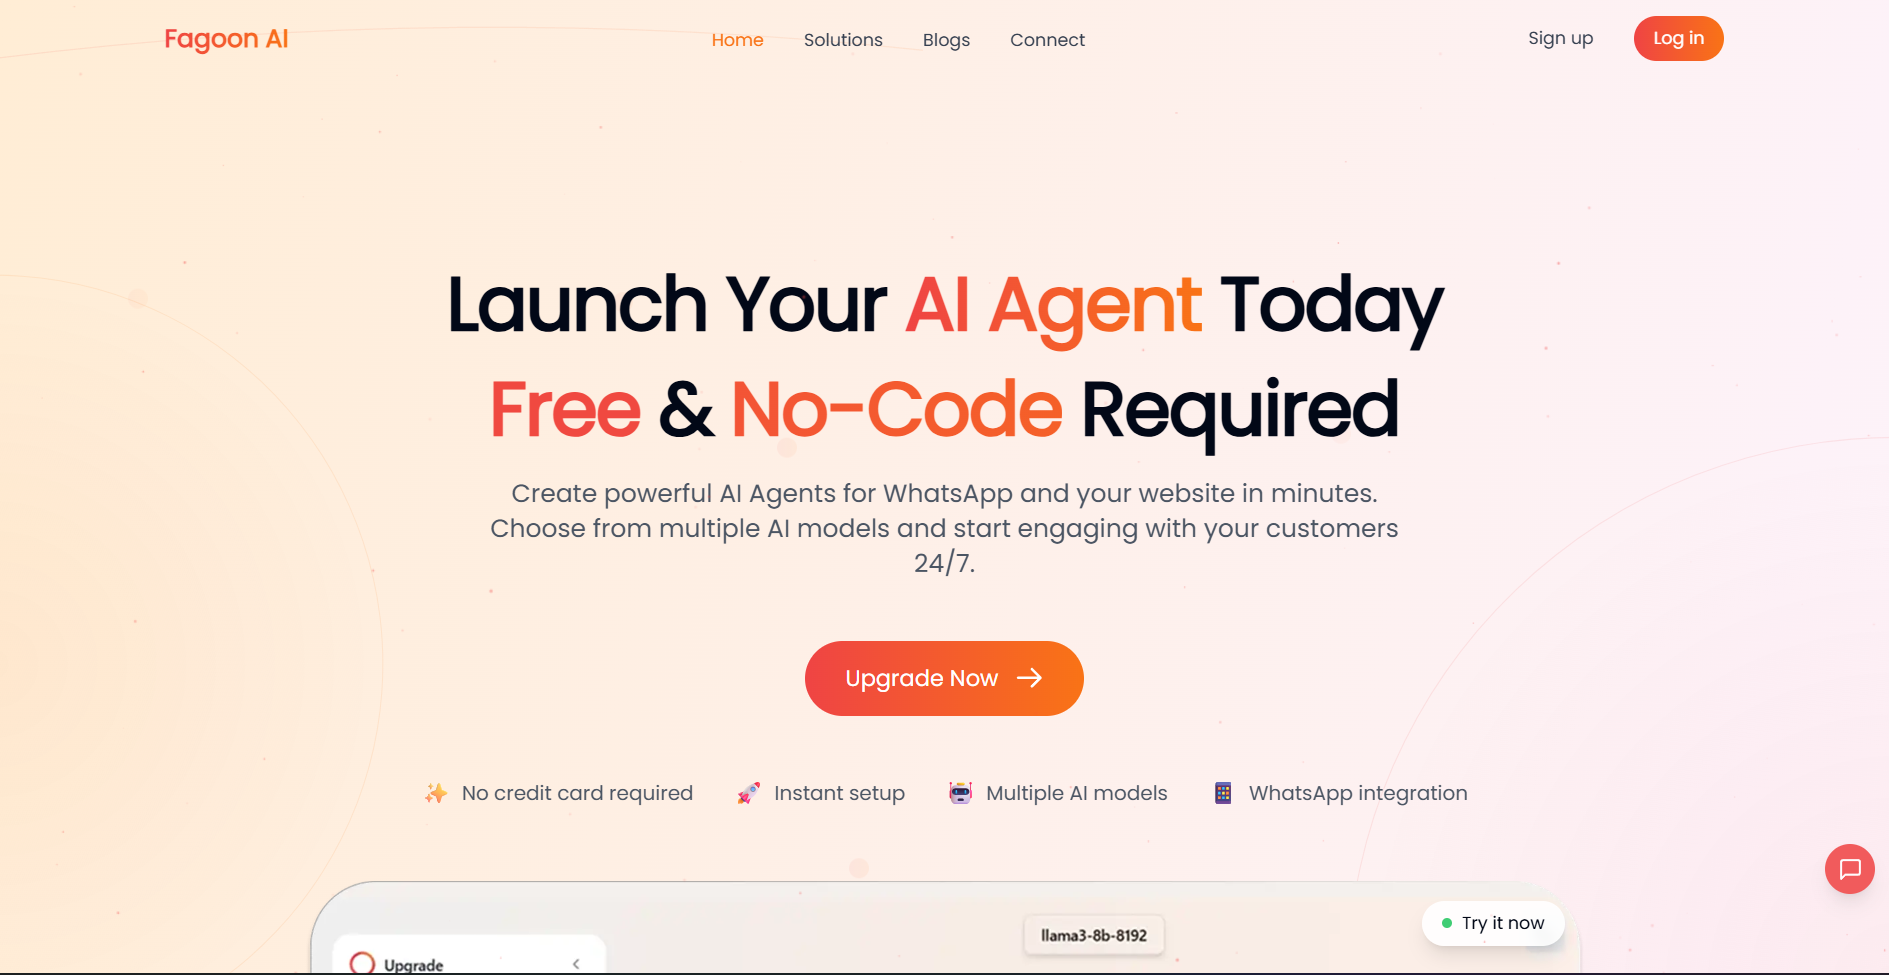 Fagoon AI
Home
Solutions
Blogs
Connect
Sign up
Log in
Launch Your AI Agent Today
Free & No-Code Required
Create powerful AI Agents for WhatsApp and your website in minutes.
Choose from multiple AI models and start engaging with your customers
24/7.
Upgrade Now
No credit card required
Instant setup
Multiple AI models
WhatsApp integration
Try it now
llama3-8b-8192
Upgrade